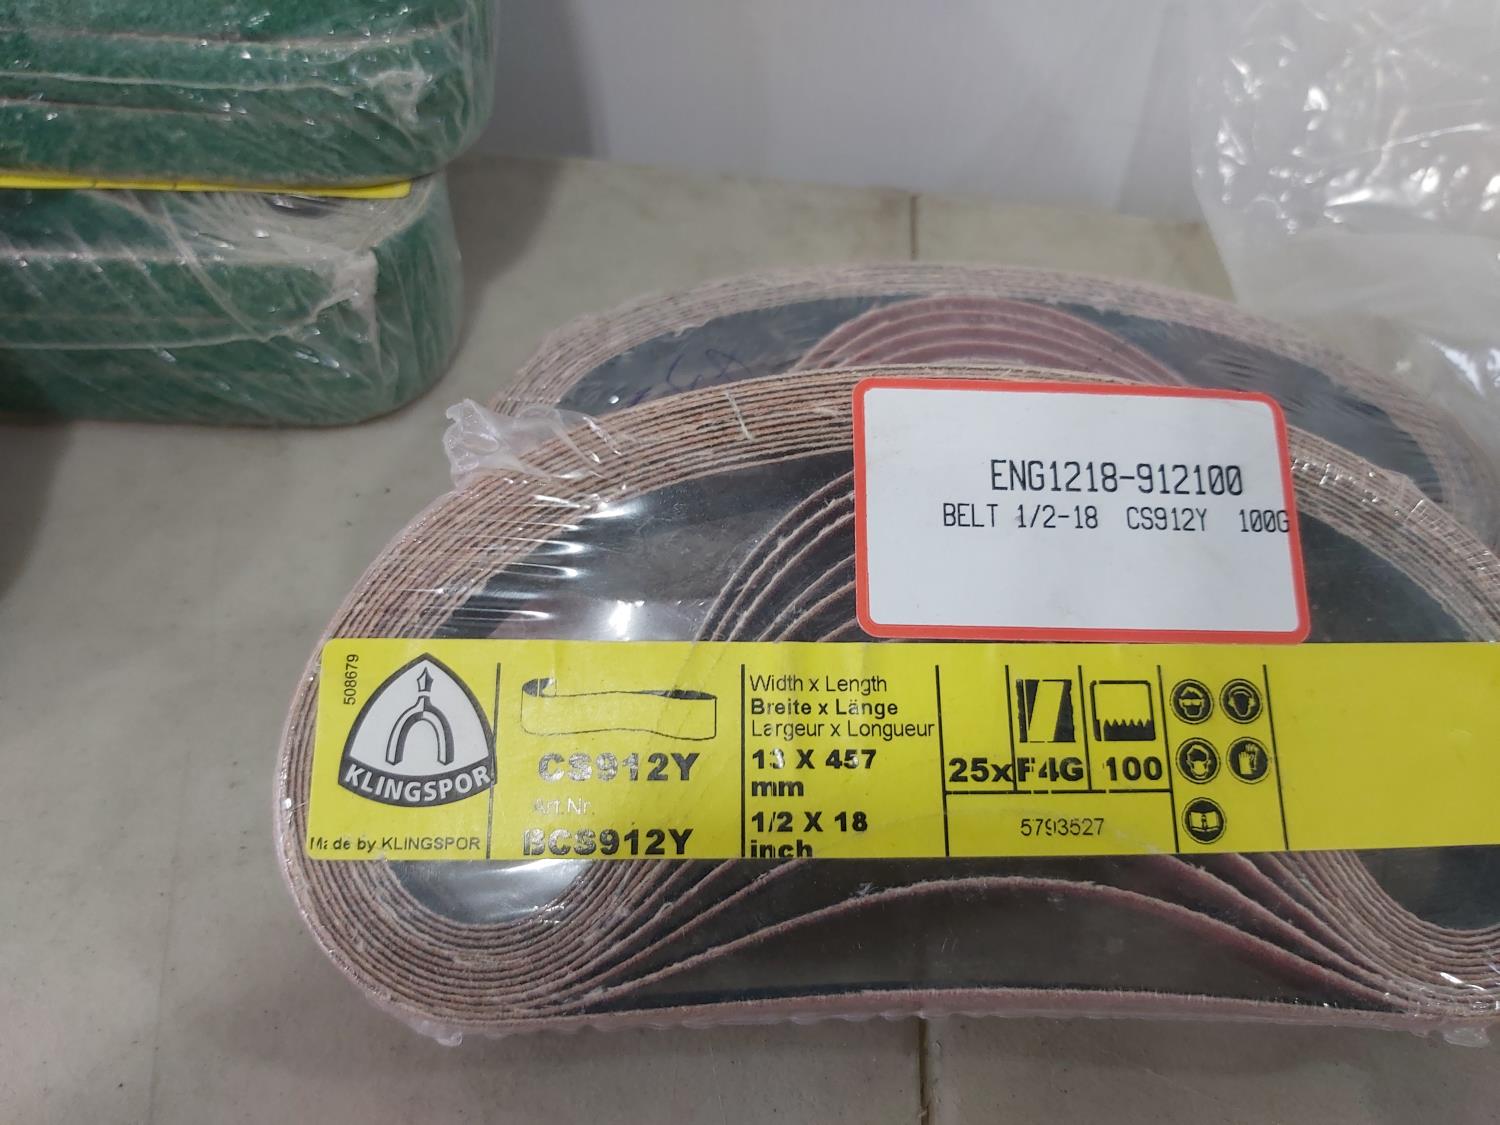 ENG1218-912100
BELT 1/2-18 CS912Y 100G
508679
KLINGSPOR
Made by KLINGSPOR
CS912Y
Art.Nr.
BCS912Y
Width x Length
Breite x Länge
Largeur x Longueur
13 X 457
mm
1/2 X 18
inch
25x F4G 100
5793527